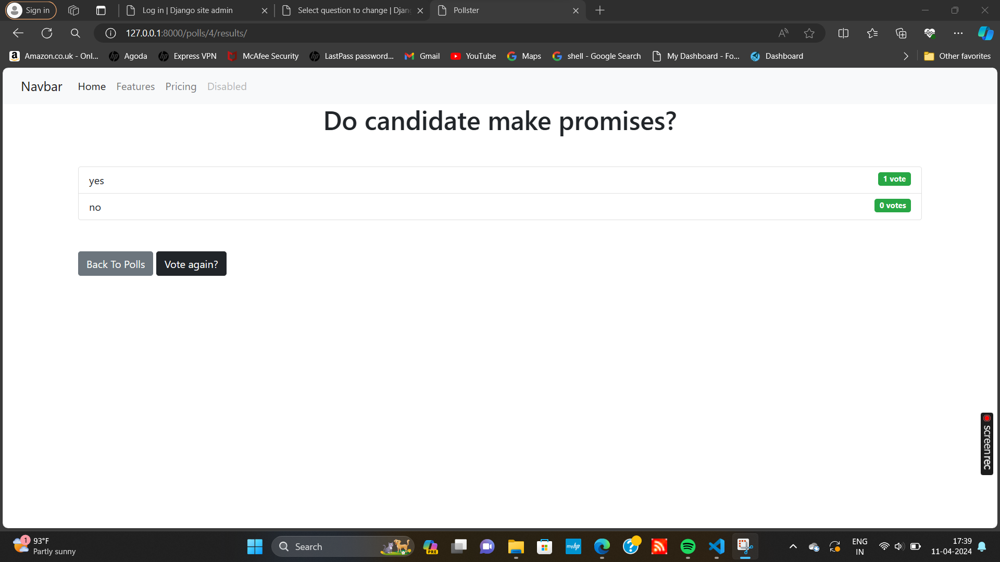 Sign in
Log in | Django site admin
Select question to change | Djan
Pollster
127.0.0.1:8000/polls/4/results/
Amazon.co.uk - Onl...
Agoda
Express VPN
McAfee Security
LastPass password...
Gmail
YouTube
Maps
shell - Google Search
My Dashboard - Fo...
Dashboard
Other favorites
Navbar Home Features Pricing Disabled
Do candidate make promises?
yes 1 vote
no 0 votes
Back To Polls Vote again?
screenrec
1 93°F
Partly sunny
Search
PRE
myhp
ENG
IN
17:39
11-04-2024